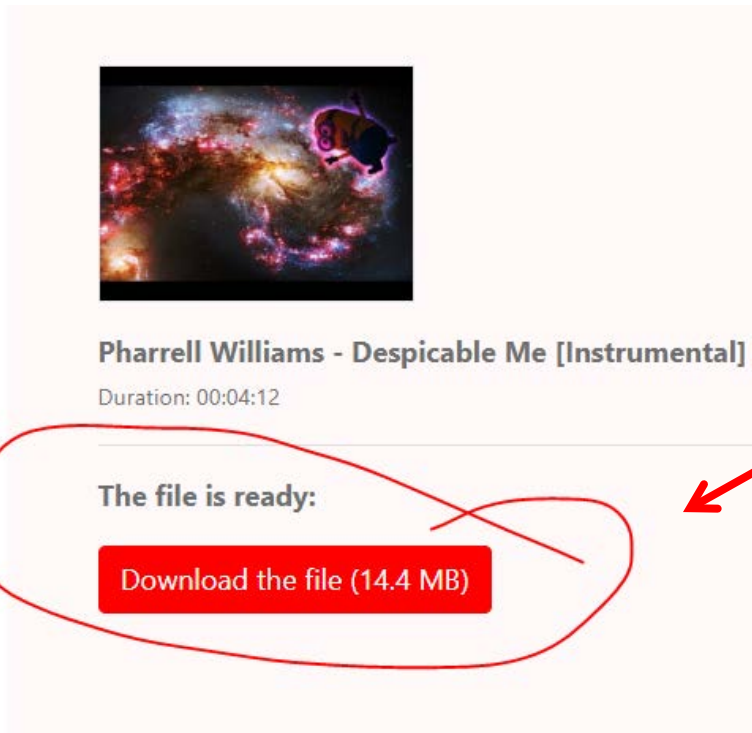 Pharrell Williams - Despicable Me [Instrumental]
Duration: 00:04:12
The file is ready:
Download the file (14.4 MB)